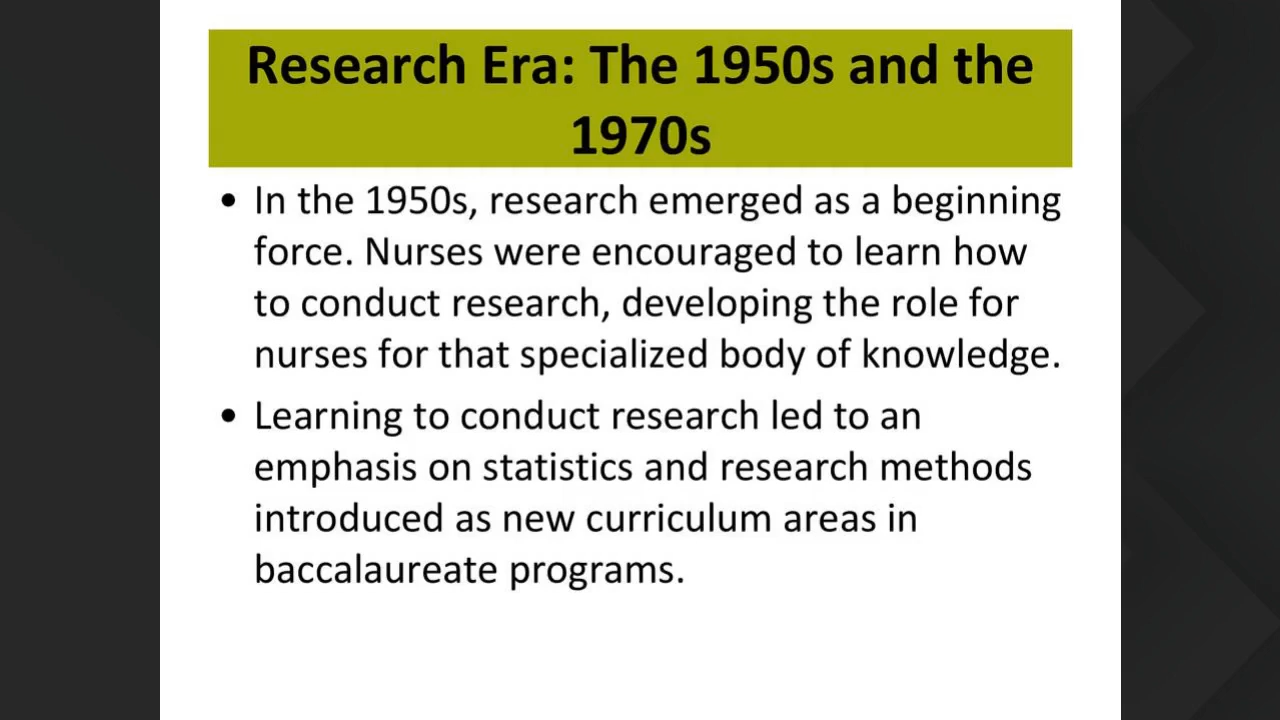 Research Era: The 1950s and the
1970s
• In the 1950s, research emerged as a beginning
force. Nurses were encouraged to learn how
to conduct research, developing the role for
nurses for that specialized body of knowledge.
• Learning to conduct research led to an
emphasis on statistics and research methods
introduced as new curriculum areas in
baccalaureate programs.